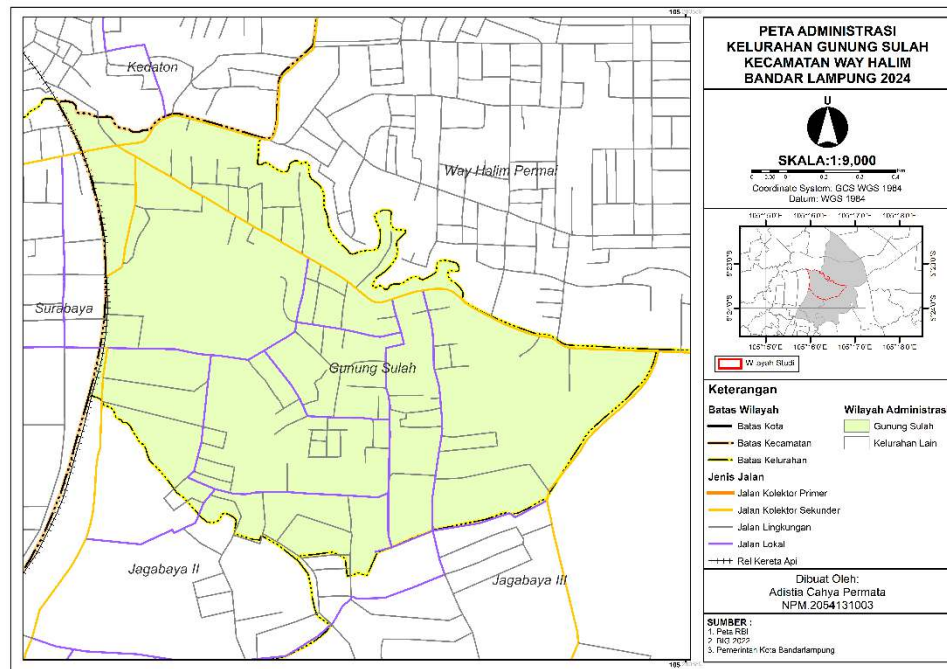 PETA ADMINISTRASI
KELURAHAN GUNUNG SULAH
KECAMATAN WAY HALIM
BANDAR LAMPUNG 2024
U
SKALA:1:9,000
Coordinate System: GCS WGS 1984
Datum: WGS 1984
Wilayah Studi
Keterangan
Batas Wilayah
Batas Kota
Batas Kecamatan
Batas Kelurahan
Wilayah Administras
Gunung Sulah
Kelurahan Lain
Jenis Jalan
Jalan Kolektor Primer
Jalan Kolektor Sekunder
Jalan Lingkungan
Jalan Lokal
Rel Kereta Api
Dibuat Oleh:
Adistia Cahya Permata
NPM.2054131003
SUMBER :
1. Peta RBI
2. BIG 2022
3. Pemerintah Kota Bandarlampung
Kedaton
Way Halim Permai
Surabaya
Gunung Sulah
Jagabaya II
Jagabaya III